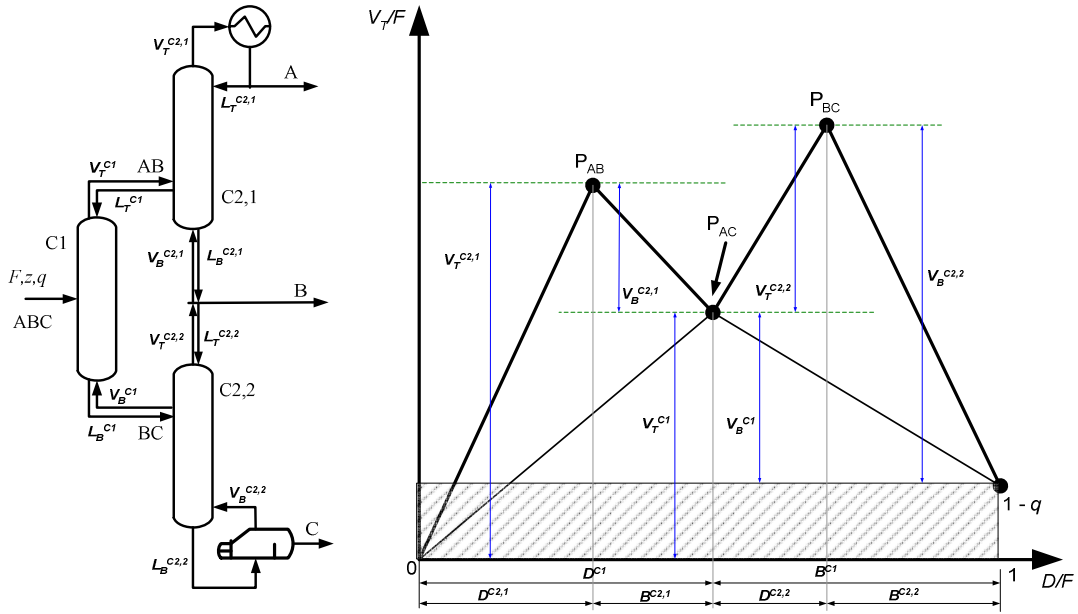 V_T^C2,1
A
L_T^C2,1
V_T^C1
AB
L_T^C1
C2,1
C1
V_B^C2,1
L_B^C2,1
F,z,q
B
ABC
V_T^C2,2
L_T^C2,2
C2,2
V_B^C1
L_B^C1
BC
V_B^C2,2
C
L_B^C2,2
V_T/F
P_BC
P_AB
P_AC
V_T^C2,1
V_B^C2,1
V_T^C2,2
V_B^C2,2
V_T^C1
V_B^C1
1 - q
0
D^C1
B^C1
1
D/F
D^C2,1
B^C2,1
D^C2,2
B^C2,2